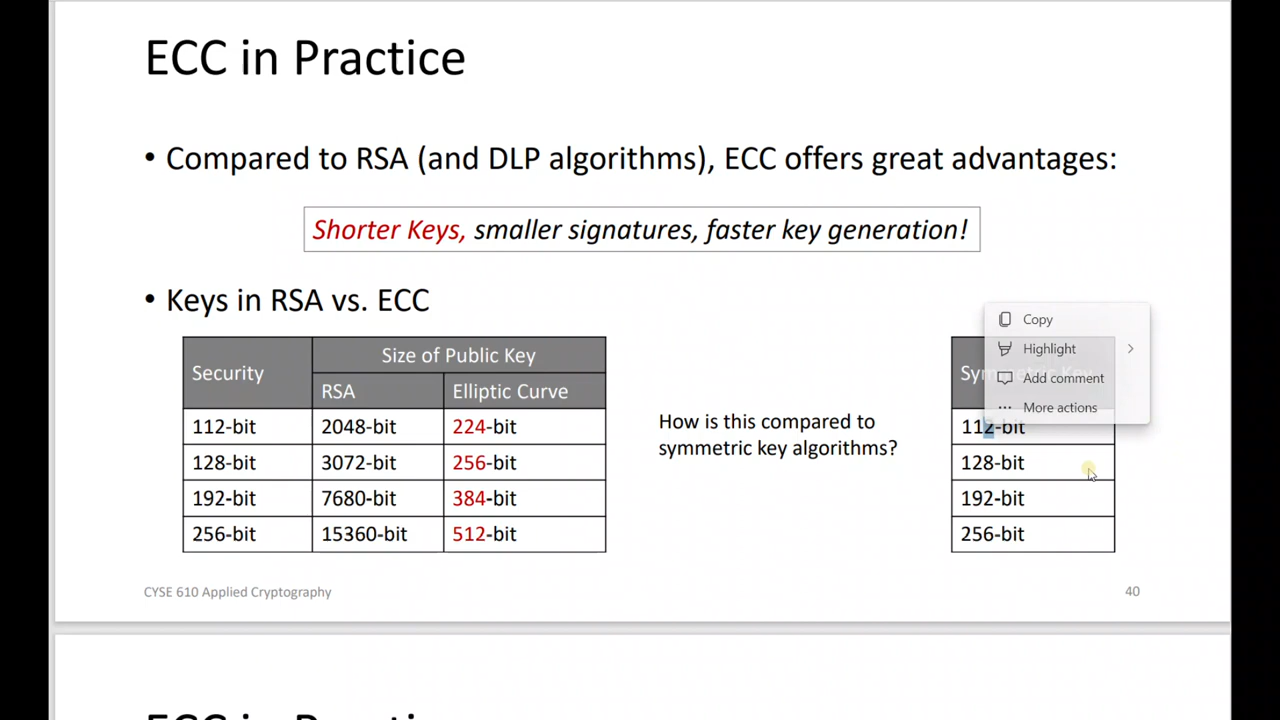 ECC in Practice
• Compared to RSA (and DLP algorithms), ECC offers great advantages:
Shorter Keys, smaller signatures, faster key generation!
• Keys in RSA vs. ECC
Security
Size of Public Key
RSA
Elliptic Curve
112-bit
2048-bit
224-bit
128-bit
3072-bit
256-bit
192-bit
7680-bit
384-bit
256-bit
15360-bit
512-bit
How is this compared to
symmetric key algorithms?
Copy
Highlight
Add comment
More actions
112-bit
128-bit
192-bit
256-bit
CYSE 610 Applied Cryptography
40